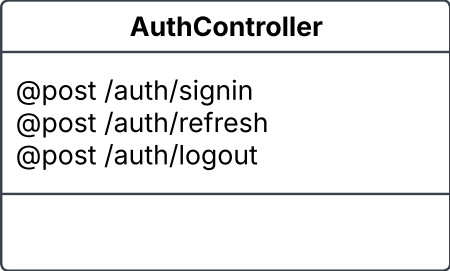 AuthController
@post /auth/signin
@post /auth/refresh
@post /auth/logout